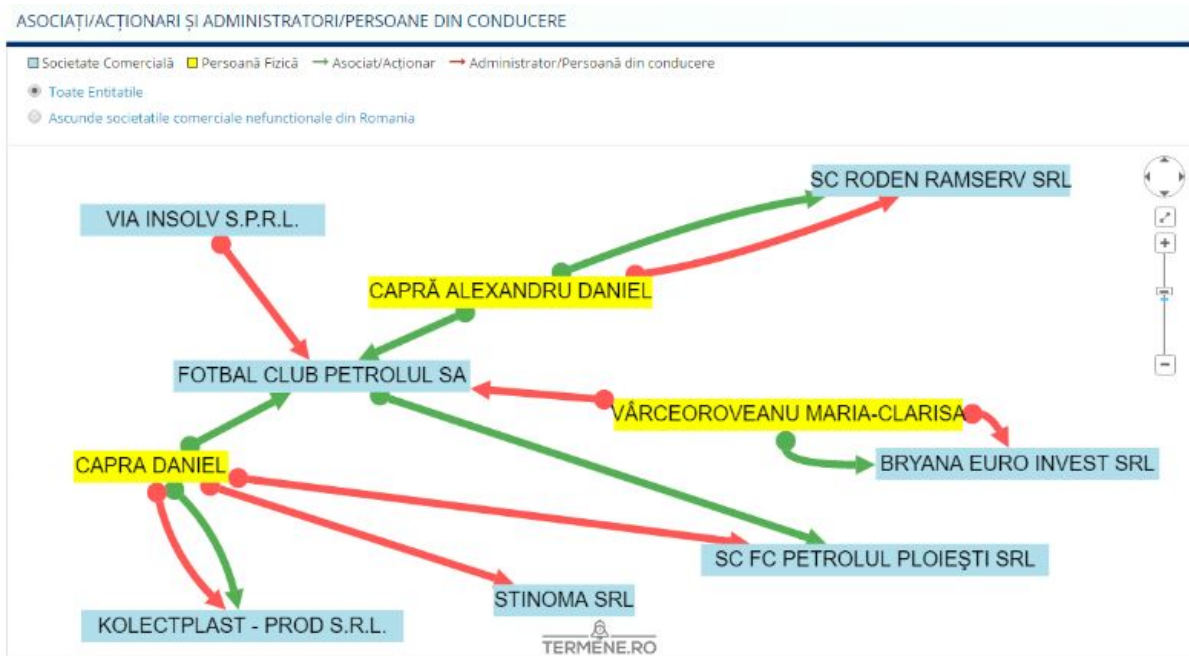 ASOCIAȚI/ACȚIONARI ȘI ADMINISTRATORI/PERSOANE DIN CONDUCERE
Societate Comercială Persoană Fizică Asociat/Acționar Administrator/Persoană din conducere
Toate Entitatile
Ascunde societatile comerciale nefunctionale din Romania
SC RODEN RAMSERV SRL
VIA INSOLV S.P.R.L.
CAPRĂ ALEXANDRU DANIEL
FOTBAL CLUB PETROLUL SA
VÂRCEOROVEANU MARIA-CLARISA
CAPRA DANIEL
BRYANA EURO INVEST SRL
SC FC PETROLUL PLOIEŞTI SRL
STINOMA SRL
KOLECTPLAST - PROD S.R.L.
TERMENE.RO